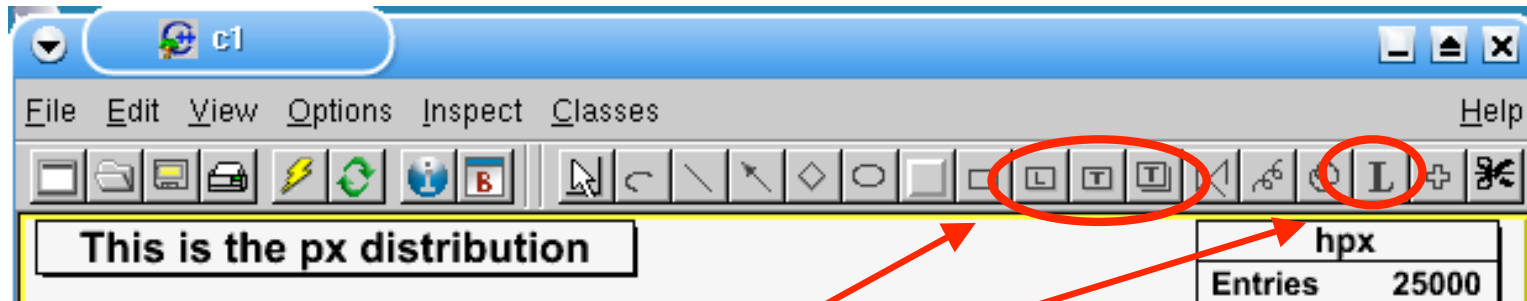 c1
File Edit View Options Inspect Classes Help
B L T T L
This is the px distribution
hpx
Entries 25000